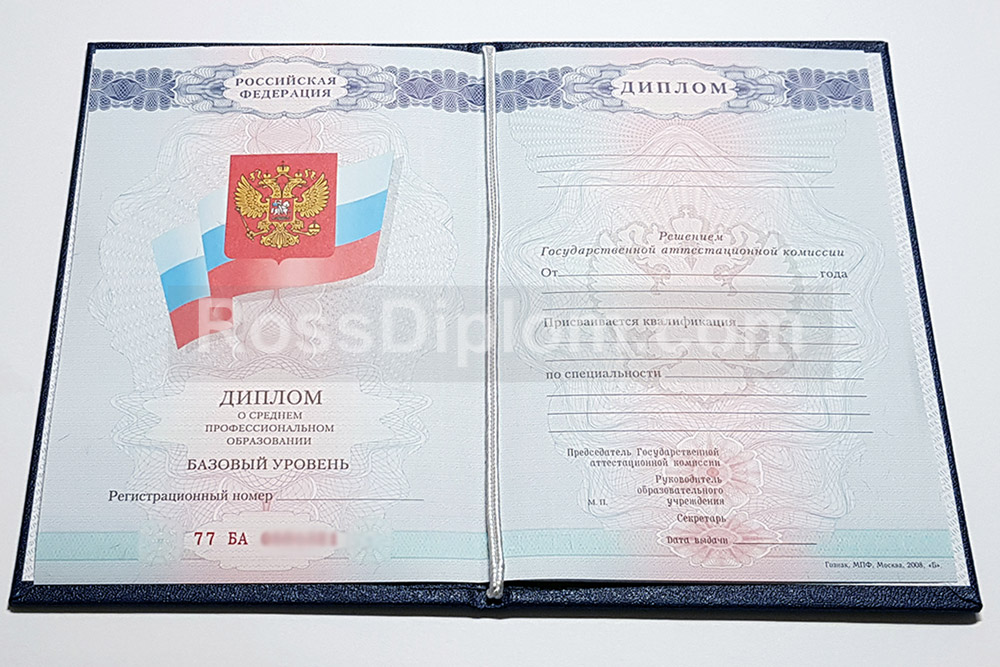 РОССИЙСКАЯ
ФЕДЕРАЦИЯ
ДИПЛОМ
О СРЕДНЕМ
ПРОФЕССИОНАЛЬНОМ
ОБРАЗОВАНИИ
БАЗОВЫЙ УРОВЕНЬ
Регистрационный номер
77 БА
ДИПЛОМ
Решением
Государственной аттестационной комиссии
От года
Присваивается квалификация
по специальности
Председатель Государственной
аттестационной комиссии
Руководитель
образовательного
учреждения
М. П.
Секретарь
Дата выдачи
Гознак, МПФ, Москва, 2008, «Б».
RossDiplom.com